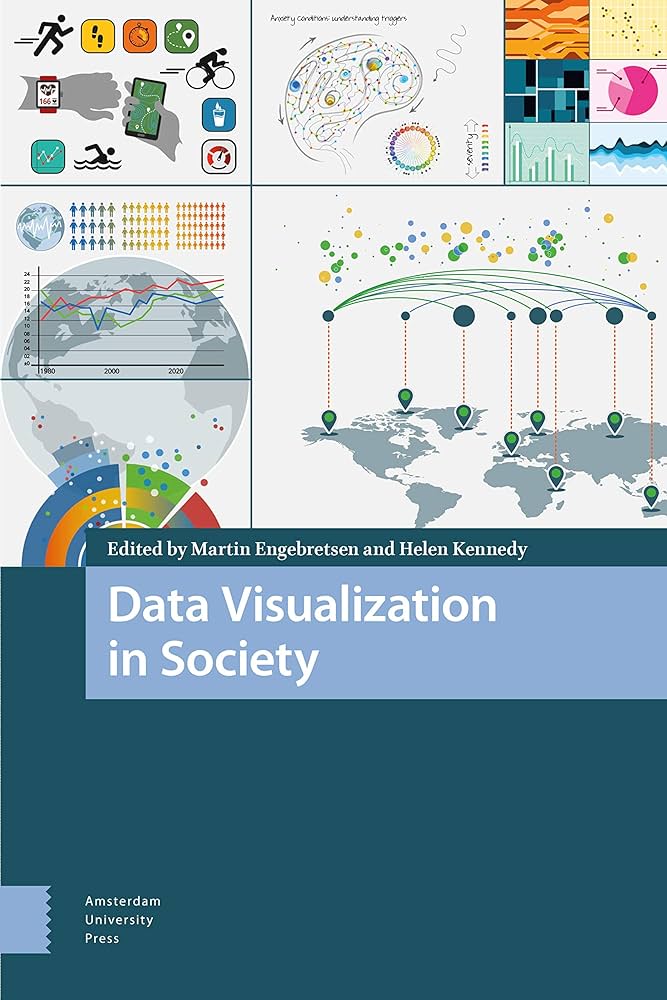 Anxiety conditions: understanding triggers
166
severity
24
22
20
18
16
14
12
10
08
06
04
02
±0
1980
2000
2020
Edited by Martin Engebretsen and Helen Kennedy
Data Visualization
in Society
Amsterdam
University
Press